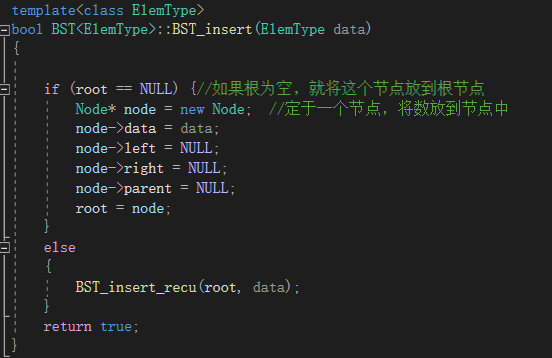 template<class ElemType>
bool BST<ElemType>::BST_insert(ElemType data)
{
if (root == NULL) {//如果根为空，就将这个节点放到根节点
Node* node = new Node;  //定于一个节点，将数放到节点中
node->data = data;
node->left = NULL;
node->right = NULL;
node->parent = NULL;
root = node;
}
else
{
BST_insert_recu(root, data);
}
return true;
}